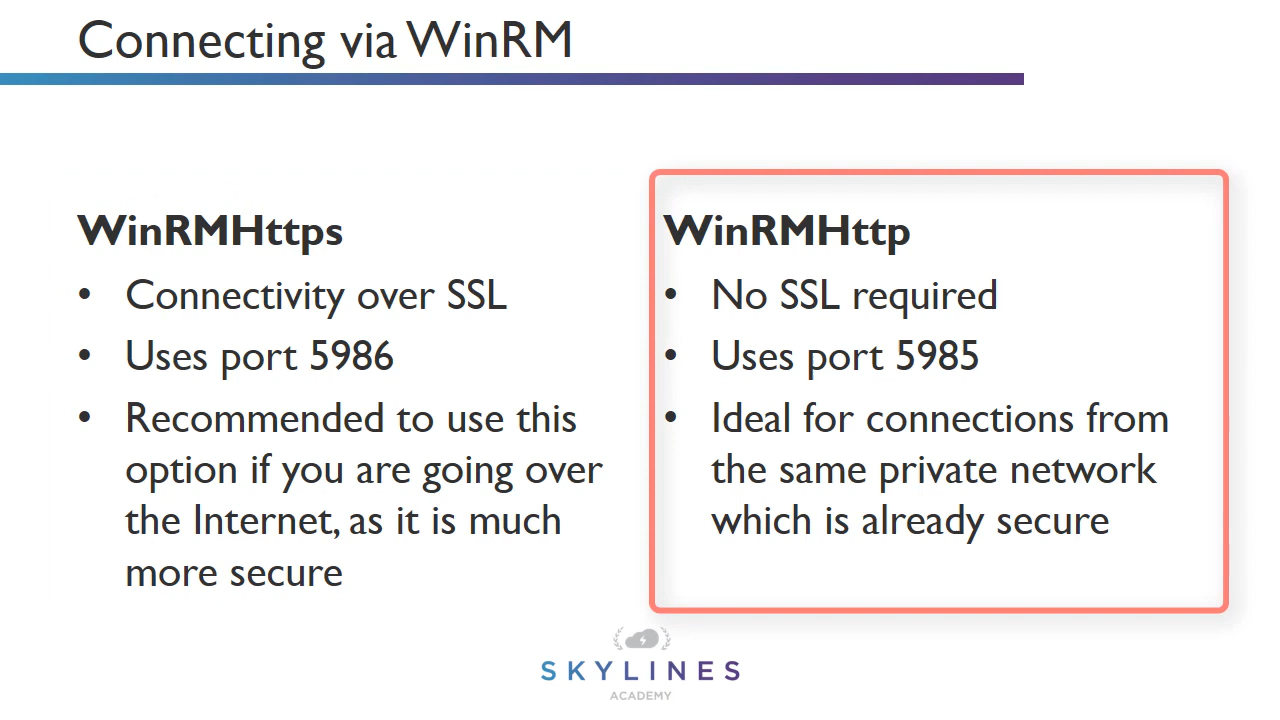 Connecting via WinRM
WinRMHttps
• Connectivity over SSL
• Uses port 5986
• Recommended to use this
option if you are going over
the Internet, as it is much
more secure
WinRMHttp
• No SSL required
• Uses port 5985
• Ideal for connections from
the same private network
which is already secure
SKYLINES
ACADEMY